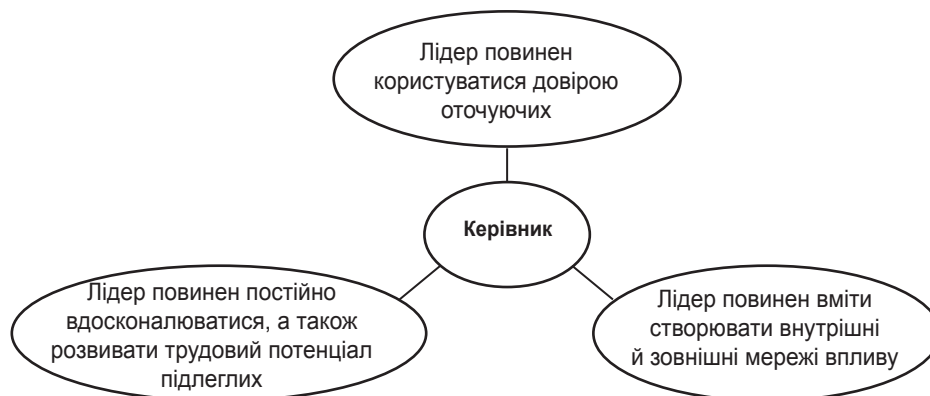 Лідер повинен
користуватися довірою
оточуючих
Керівник
Лідер повинен постійно
вдосконалюватися, а також
розвивати трудовий потенціал
підлеглих
Лідер повинен вміти
створювати внутрішні
й зовнішні мережі впливу